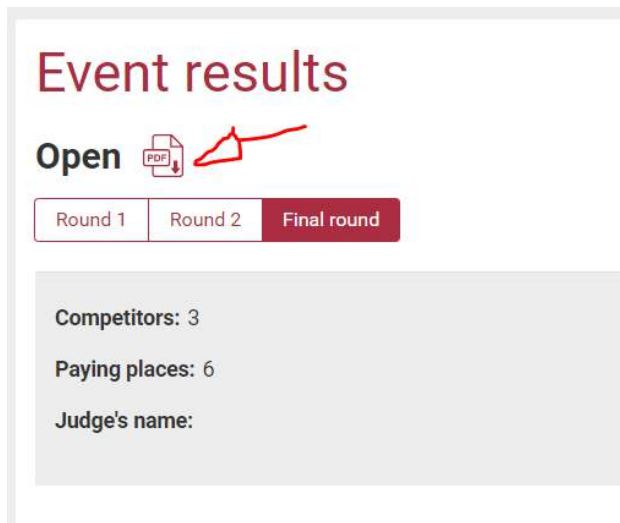 Event results
Open PDF
Round 1 Round 2 Final round
Competitors: 3
Paying places: 6
Judge's name: